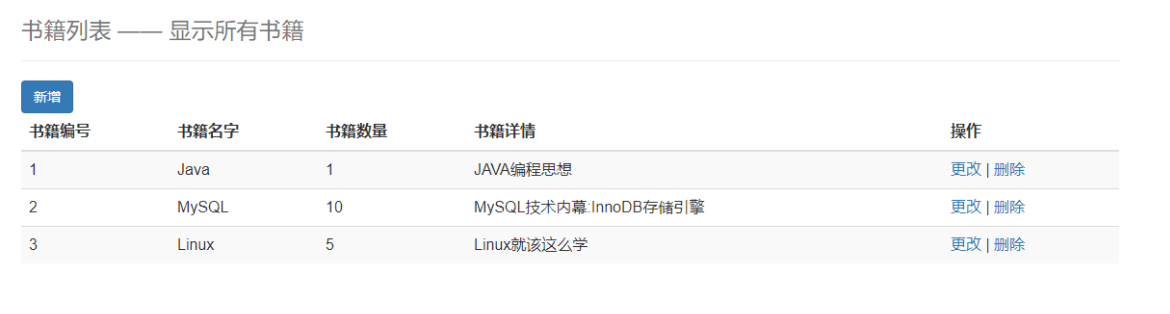 书籍列表 —— 显示所有书籍
新增
书籍编号 书籍名字 书籍数量 书籍详情 操作
1 Java 1 JAVA编程思想 更改 | 删除
2 MySQL 10 MySQL技术内幕:InnoDB存储引擎 更改 | 删除
3 Linux 5 Linux就该这么学 更改 | 删除